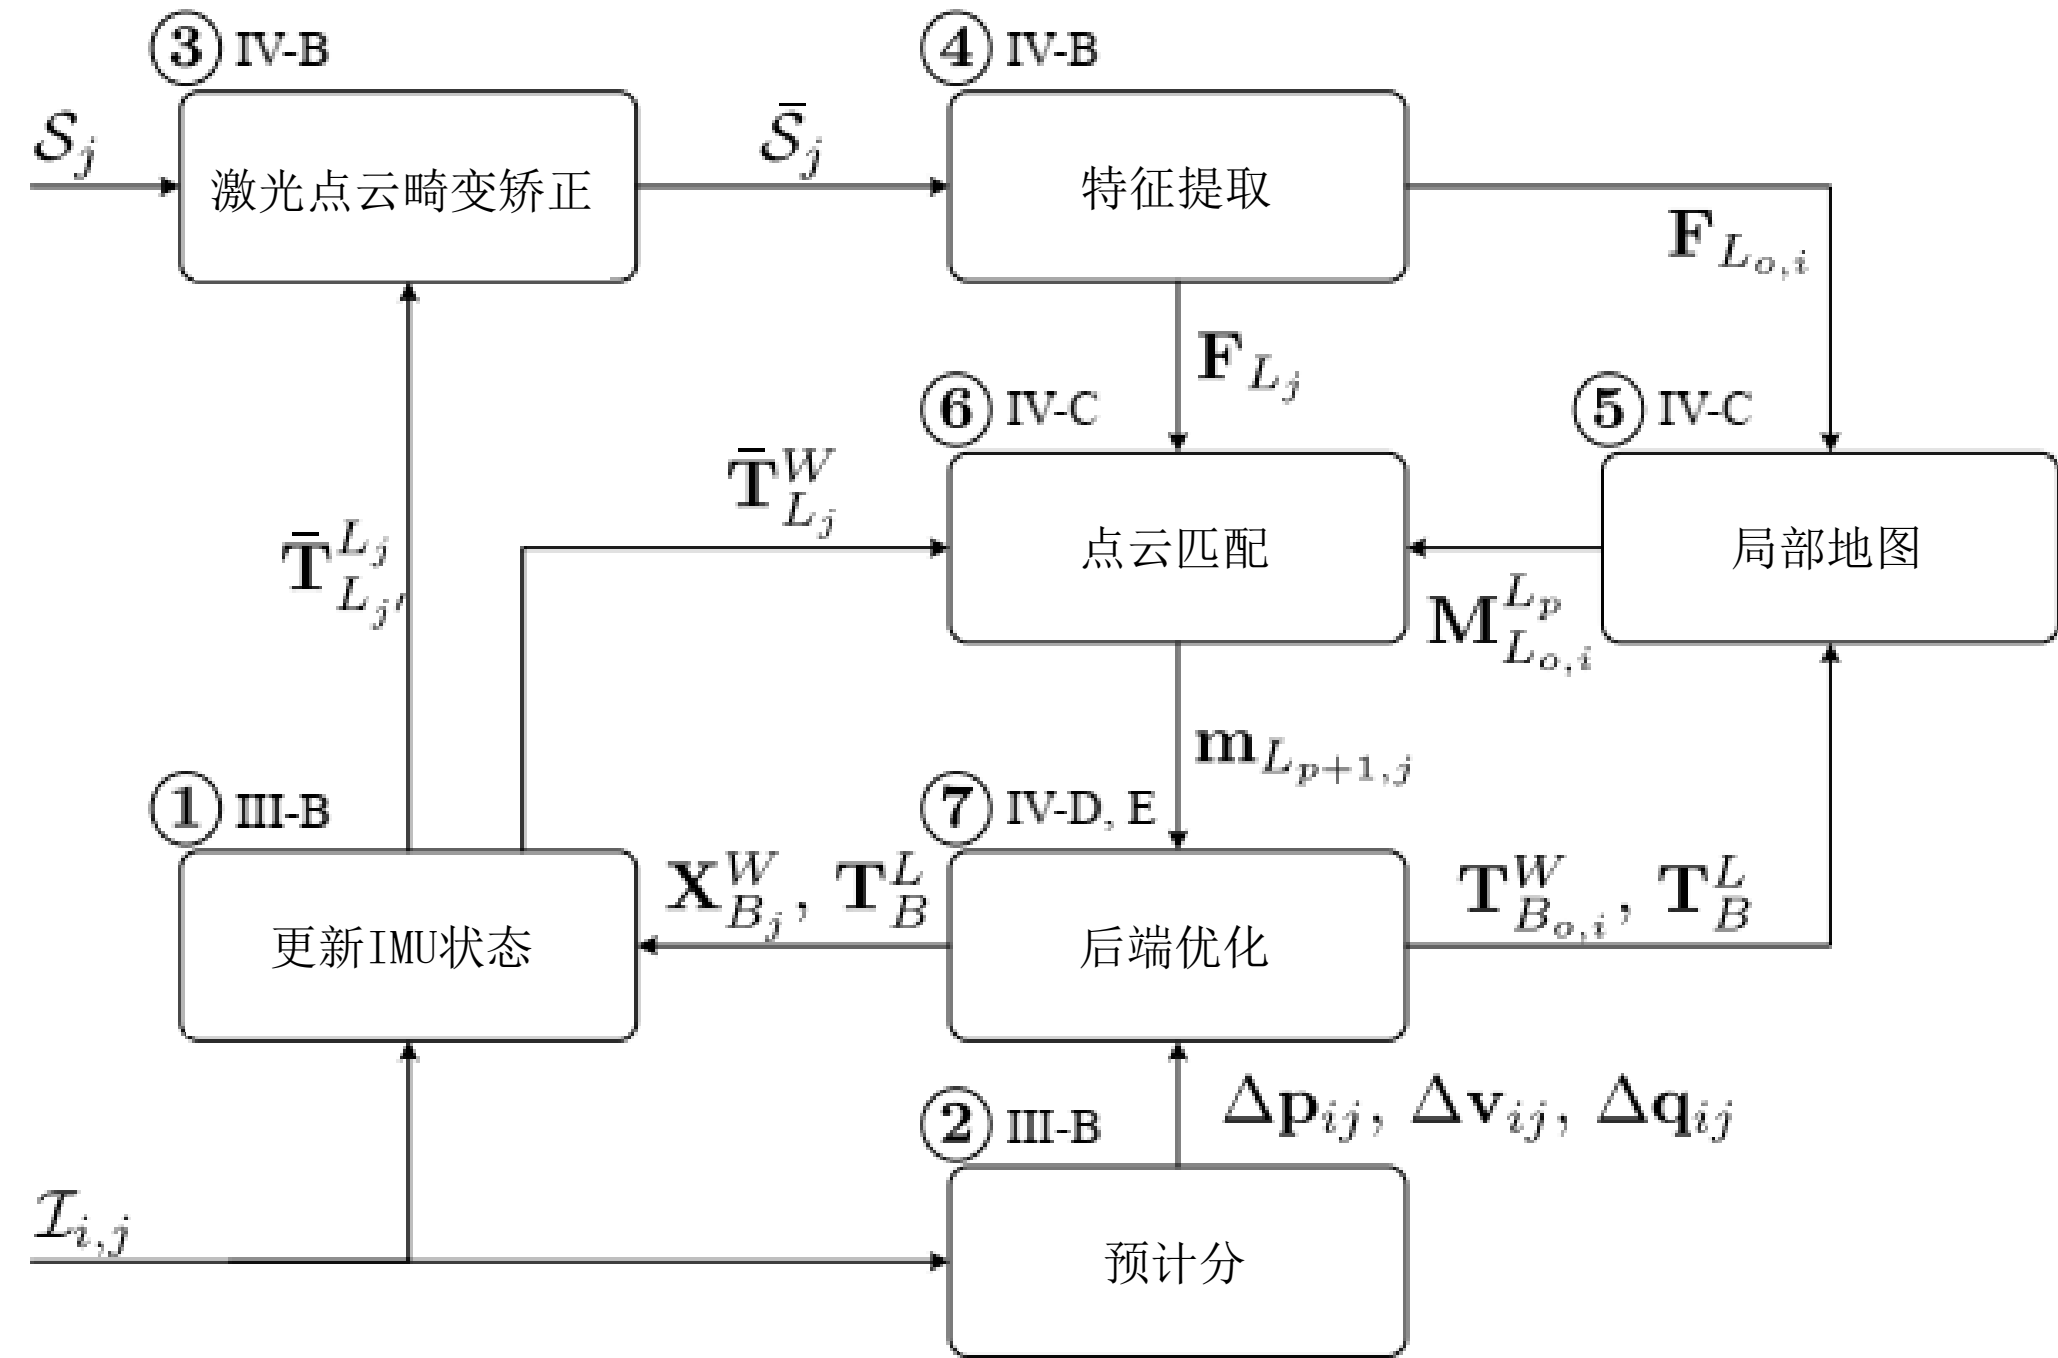 ③ IV-B
④ IV-B
𝒮_j
激光点云畸变矫正
𝒮̄_j
特征提取
𝐅_{L_{o,i}}
𝐅_{L_j}
⑥ IV-C
⑤ IV-C
𝐓̄^W_{L_j}
𝐓̄^{L_j}_{L_{j'}}
点云匹配
局部地图
𝐌^{L_p}_{L_{o,i}}
𝐦_{L_{p+1,j}}
① III-B
⑦ IV-D, E
更新IMU状态
𝐗^W_{B_j}, 𝐓^L_B
后端优化
𝐓^W_{B_{o,i}}, 𝐓^L_B
② III-B
Δ𝐩_{ij}, Δ𝐯_{ij}, Δ𝐪_{ij}
ℐ_{i,j}
预计分